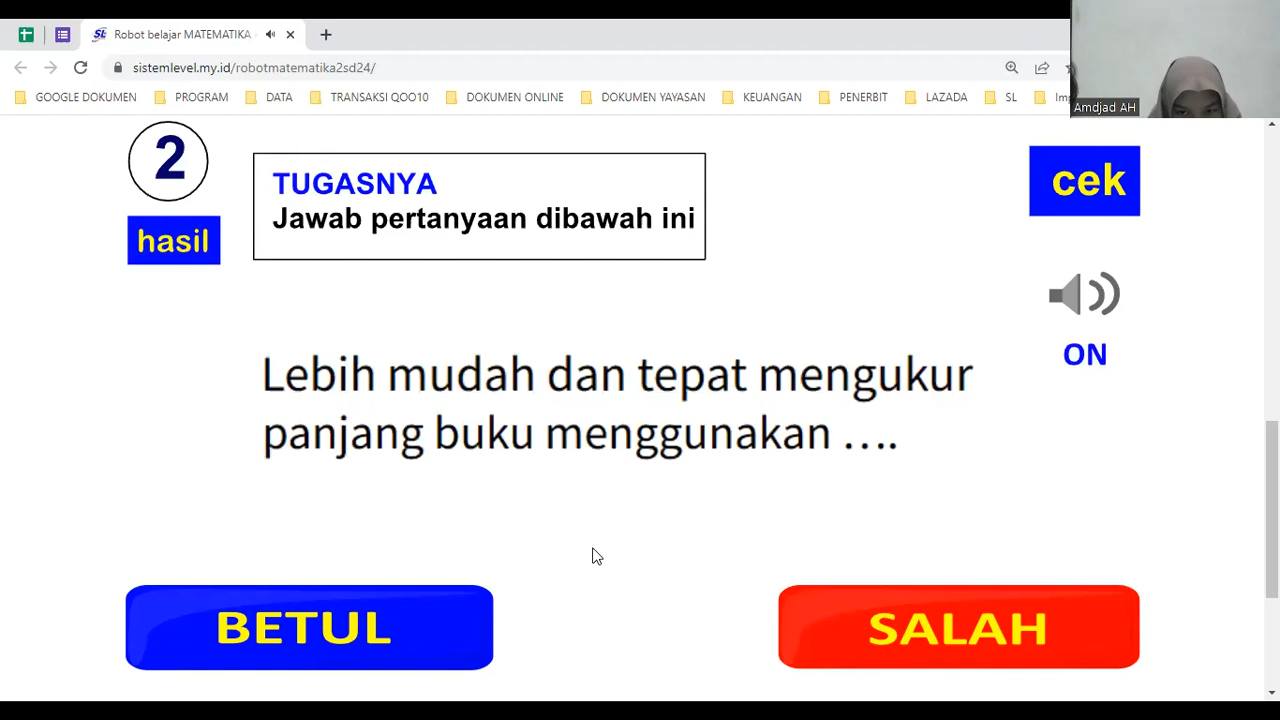 Robot belajar MATEMATIKA
sistemlevel.my.id/robotmatematika2sd24/
GOOGLE DOKUMEN
PROGRAM
DATA
TRANSAKSI QOO10
DOKUMEN ONLINE
DOKUMEN YAYASAN
KEUANGAN
PENERBIT
LAZADA
SL
Amdjad AH
2
TUGASNYA
Jawab pertanyaan dibawah ini
cek
hasil
ON
Lebih mudah dan tepat mengukur
panjang buku menggunakan ….
BETUL
SALAH